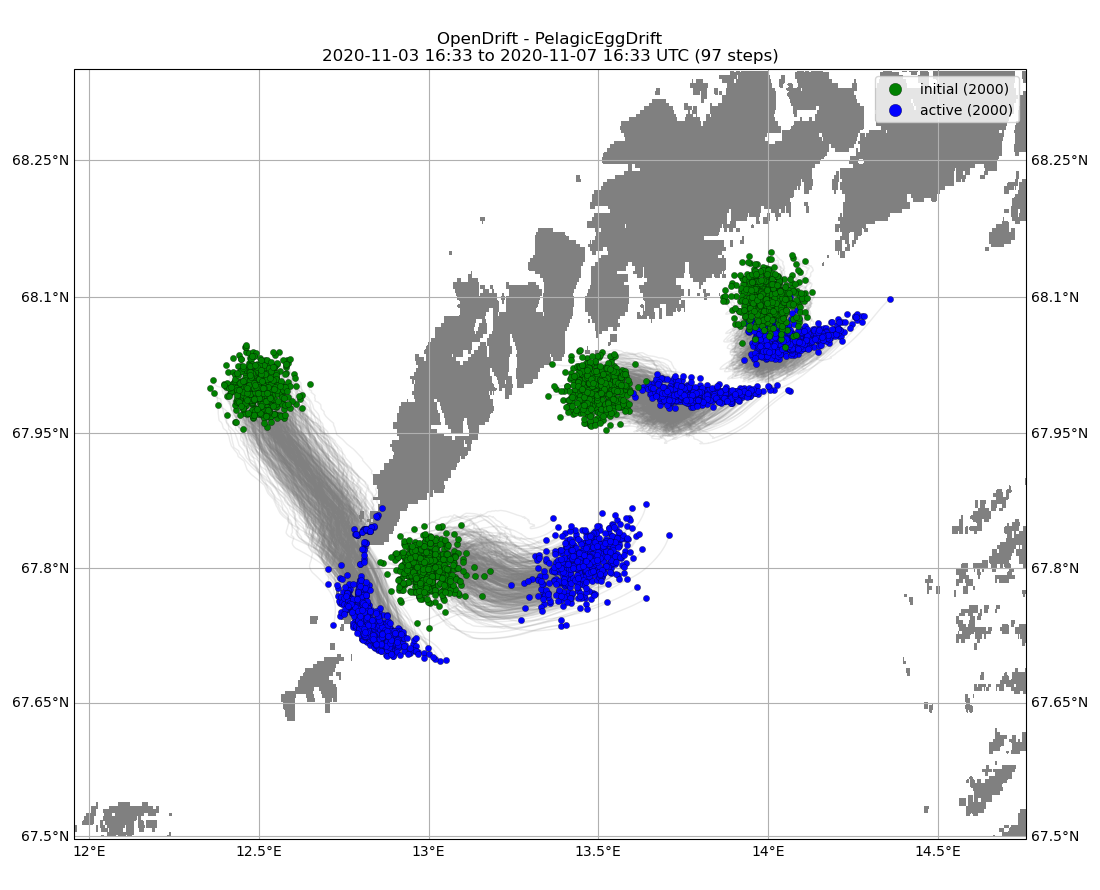 OpenDrift - PelagicEggDrift
2020-11-03 16:33 to 2020-11-07 16:33 UTC (97 steps)
initial (2000)
active (2000)
68.25°N
68.25°N
68.1°N
68.1°N
67.95°N
67.95°N
67.8°N
67.8°N
67.65°N
67.65°N
67.5°N
67.5°N
12°E
12.5°E
13°E
13.5°E
14°E
14.5°E